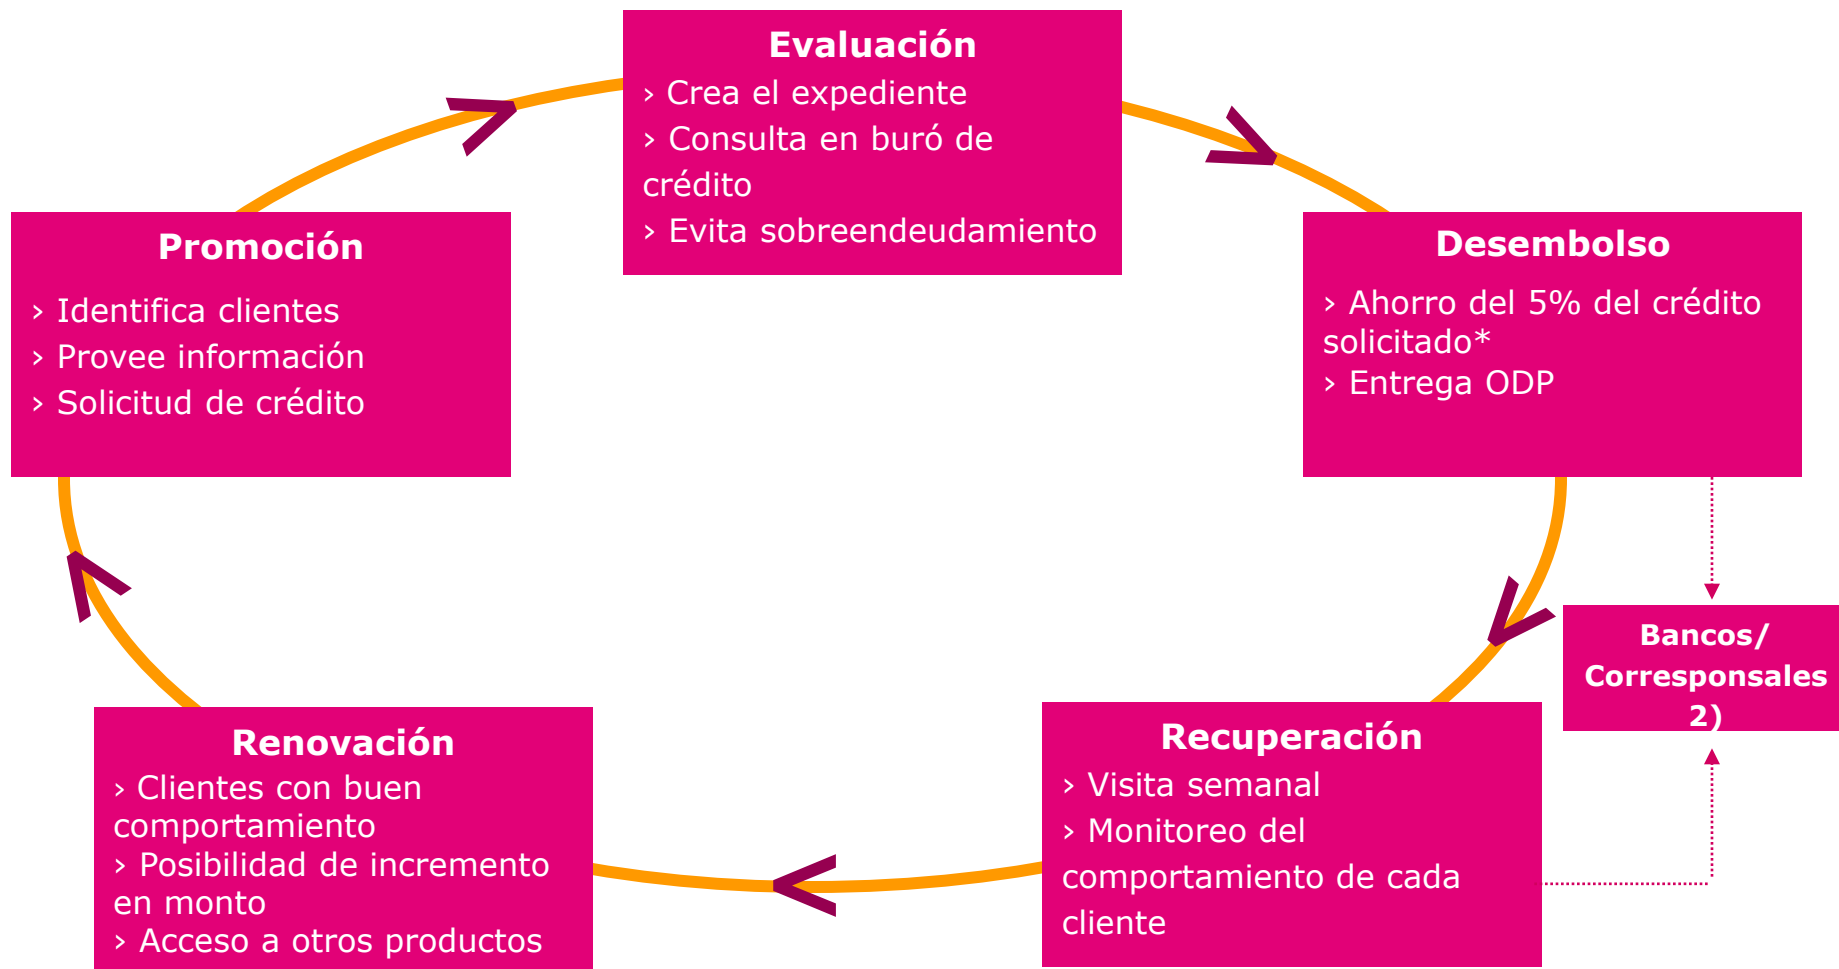 Evaluación
› Crea el expediente
› Consulta en buró de
crédito
› Evita sobreendeudamiento
Promoción
› Identifica clientes
› Provee información
› Solicitud de crédito
Desembolso
› Ahorro del 5% del crédito
solicitado*
› Entrega ODP
Bancos/
Corresponsales
2)
Recuperación
› Visita semanal
› Monitoreo del
comportamiento de cada
cliente
Renovación
› Clientes con buen
comportamiento
› Posibilidad de incremento
en monto
› Acceso a otros productos